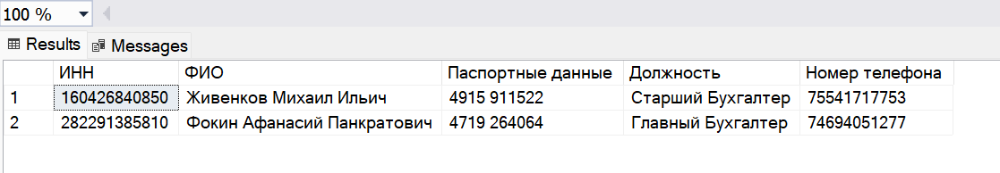 100 %
Results Messages
ИНН ФИО Паспортные данные Должность Номер телефона
1 160426840850 Живенков Михаил Ильич 4915 911522 Старший Бухгалтер 75541717753
2 282291385810 Фокин Афанасий Панкратович 4719 264064 Главный Бухгалтер 74694051277